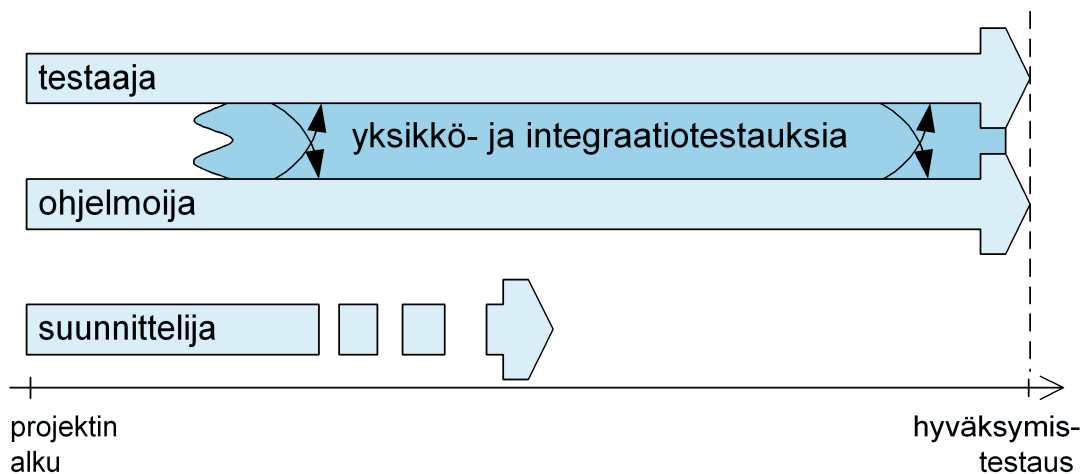 testaaja
yksikkö- ja integraatiotestauksia
ohjelmoija
suunnittelija
projektin
alku
hyväksymis-
testaus